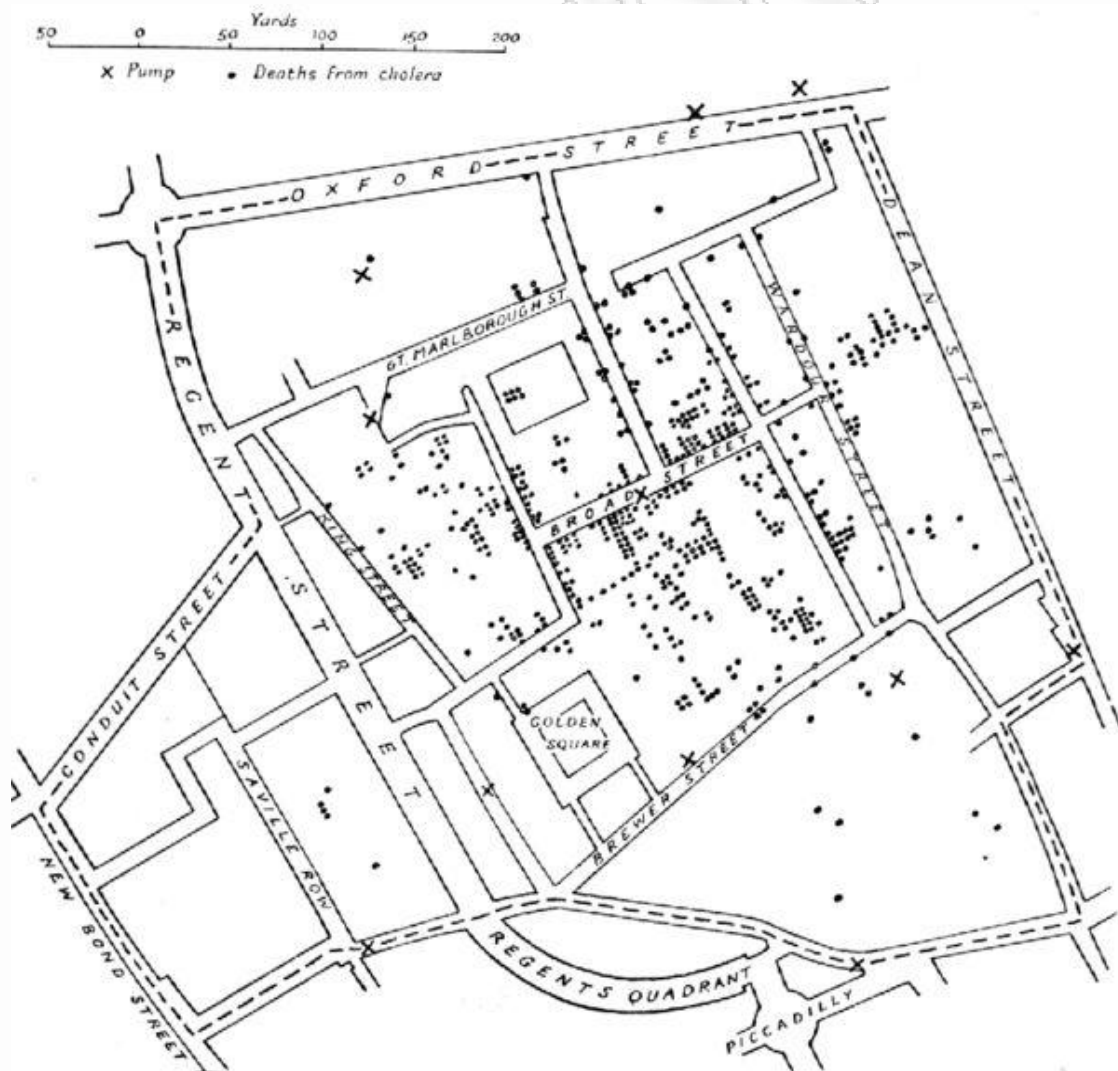 Yards
50 0 50 100 150 200
× Pump • Deaths from cholera
OXFORD STREET
DEAN STREET
REGENT STREET
GT. MARLBOROUGH ST.
WARDOUR STREET
BROAD STREET
KING STREET
CONDUIT STREET
GOLDEN
SQUARE
SAVILLE ROW
BREWER STREET
NEW BOND STREET
REGENTS QUADRANT
PICCADILLY